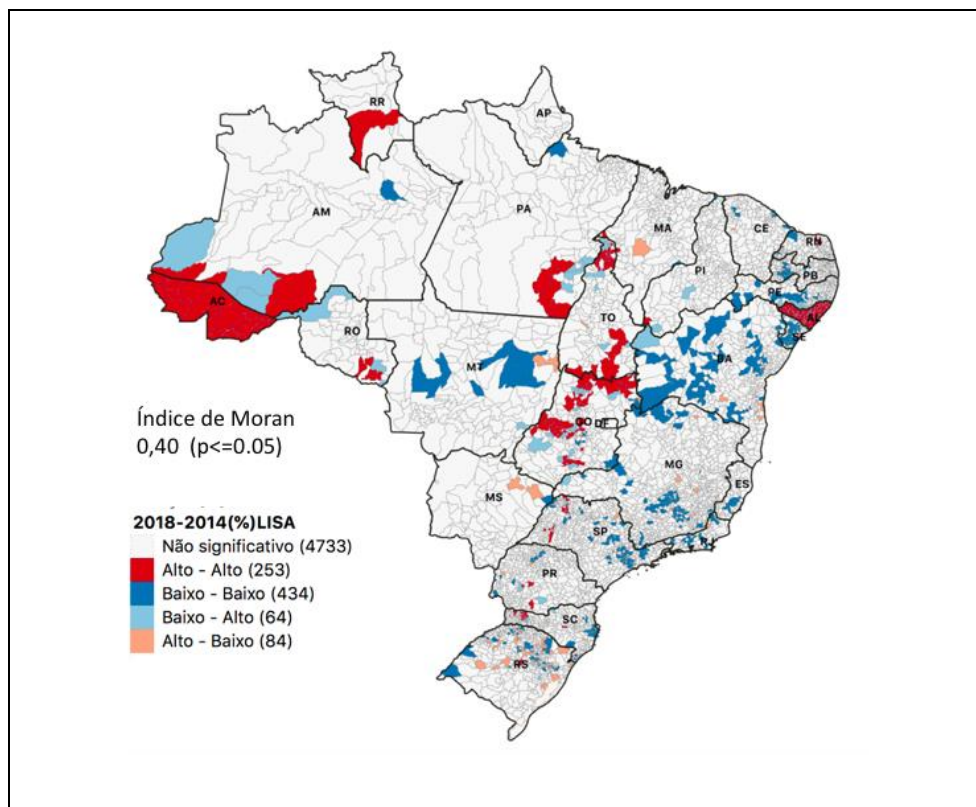 RR
AP
AM
PA
MA
CE
RN
PB
PI
PE
AL
SE
AC
TO
RO
BA
MT
GO
DF
Índice de Moran
0,40 (p<=0.05)
MG
ES
MS
SP
RJ
2018-2014(%)LISA
Não significativo (4733)
Alto - Alto (253)
Baixo - Baixo (434)
Baixo - Alto (64)
Alto - Baixo (84)
PR
SC
RS